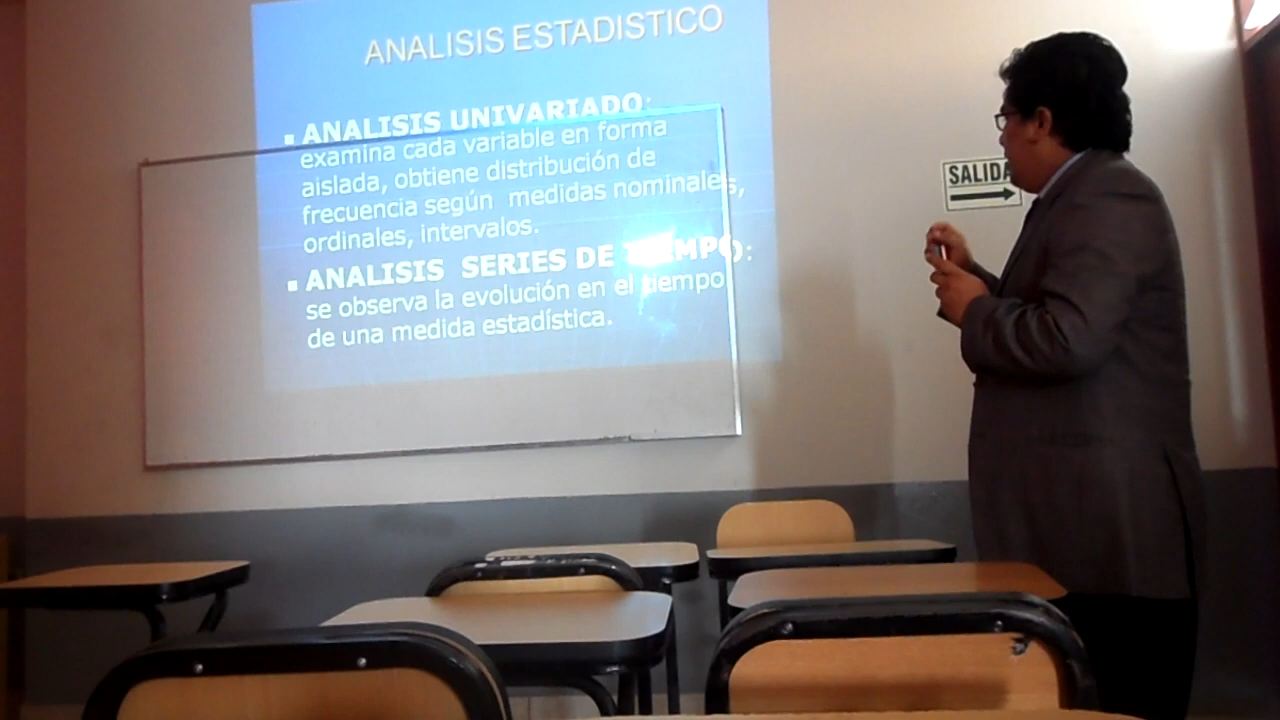 ANALISIS ESTADISTICO
▪ ANALISIS UNIVARIADO:
examina cada variable en forma
aislada, obtiene distribución de
frecuencia según medidas nominales,
ordinales, intervalos.
▪ ANALISIS SERIES DE TIEMPO:
se observa la evolución en el tiempo
de una medida estadística.
SALIDA